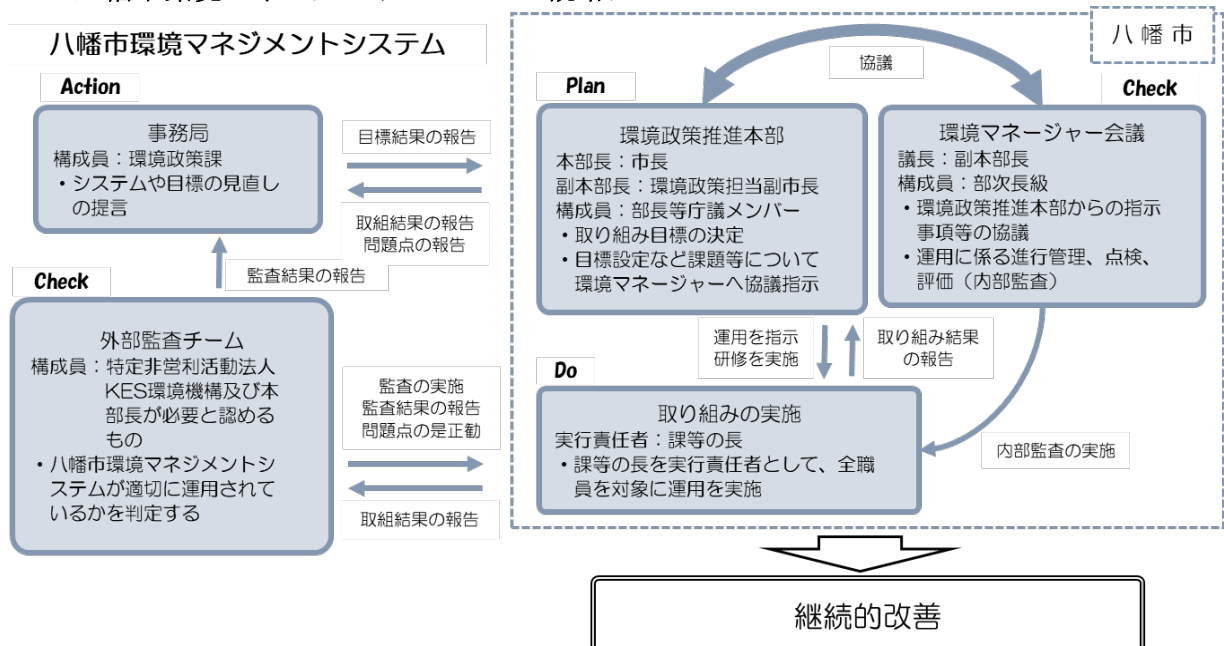 八幡市環境マネジメントシステム
八幡市
Action
事務局
構成員：環境政策課
・システムや目標の見直し
の提言
目標結果の報告
取組結果の報告
問題点の報告
監査結果の報告
Check
外部監査チーム
構成員：特定非営利活動法人
KES環境機構及び本
部長が必要と認める
もの
・八幡市環境マネジメントシ
ステムが適切に運用されて
いるかを判定する
監査の実施
監査結果の報告
問題点の是正勧
取組結果の報告
協議
Plan
環境政策推進本部
本部長：市長
副本部長：環境政策担当副市長
構成員：部長等庁議メンバー
・取り組み目標の決定
・目標設定など課題等について
環境マネージャーへ協議指示
Check
環境マネージャー会議
議長：副本部長
構成員：部次長級
・環境政策推進本部からの指示
事項等の協議
・運用に係る進行管理、点検、
評価（内部監査）
運用を指示
研修を実施
取り組み結果
の報告
Do
取り組みの実施
実行責任者：課等の長
・課等の長を実行責任者として、全職
員を対象に運用を実施
内部監査の実施
継続的改善